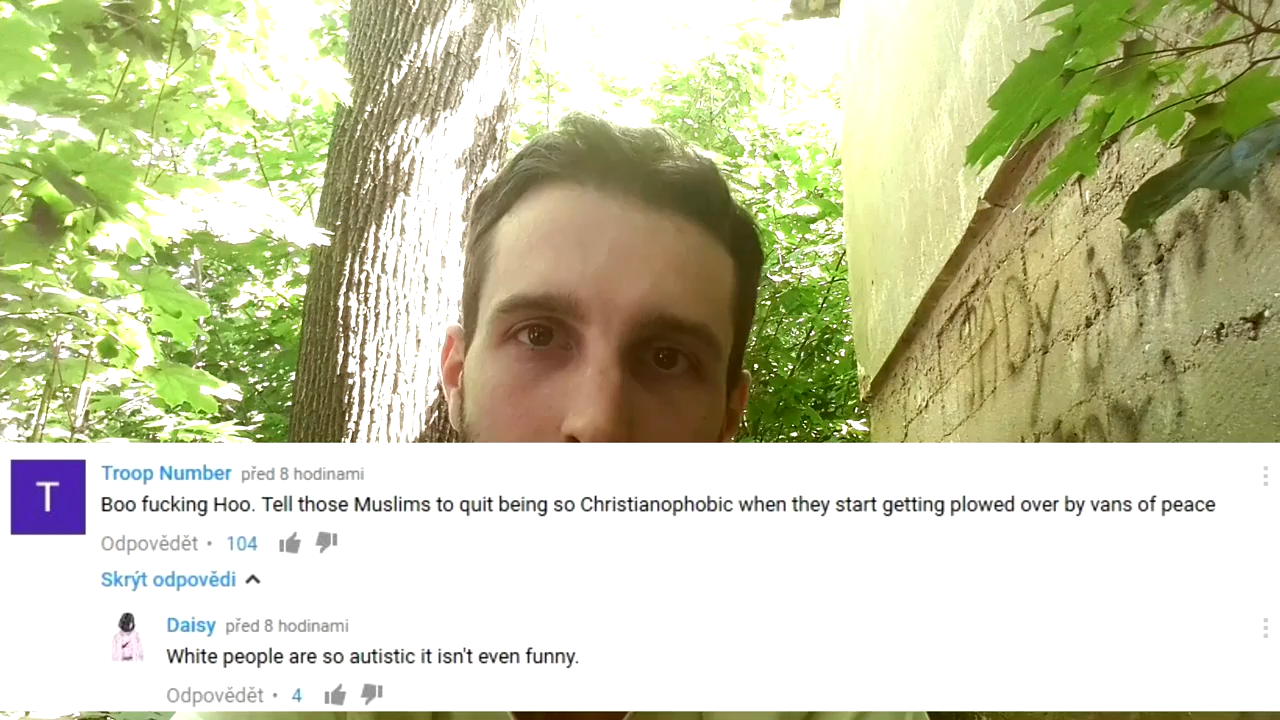 T
Troop Number před 8 hodinami
Boo fucking Hoo. Tell those Muslims to quit being so Christianophobic when they start getting plowed over by vans of peace
Odpovědět • 104
Skrýt odpovědi
Daisy před 8 hodinami
White people are so autistic it isn't even funny.
Odpovědět • 4